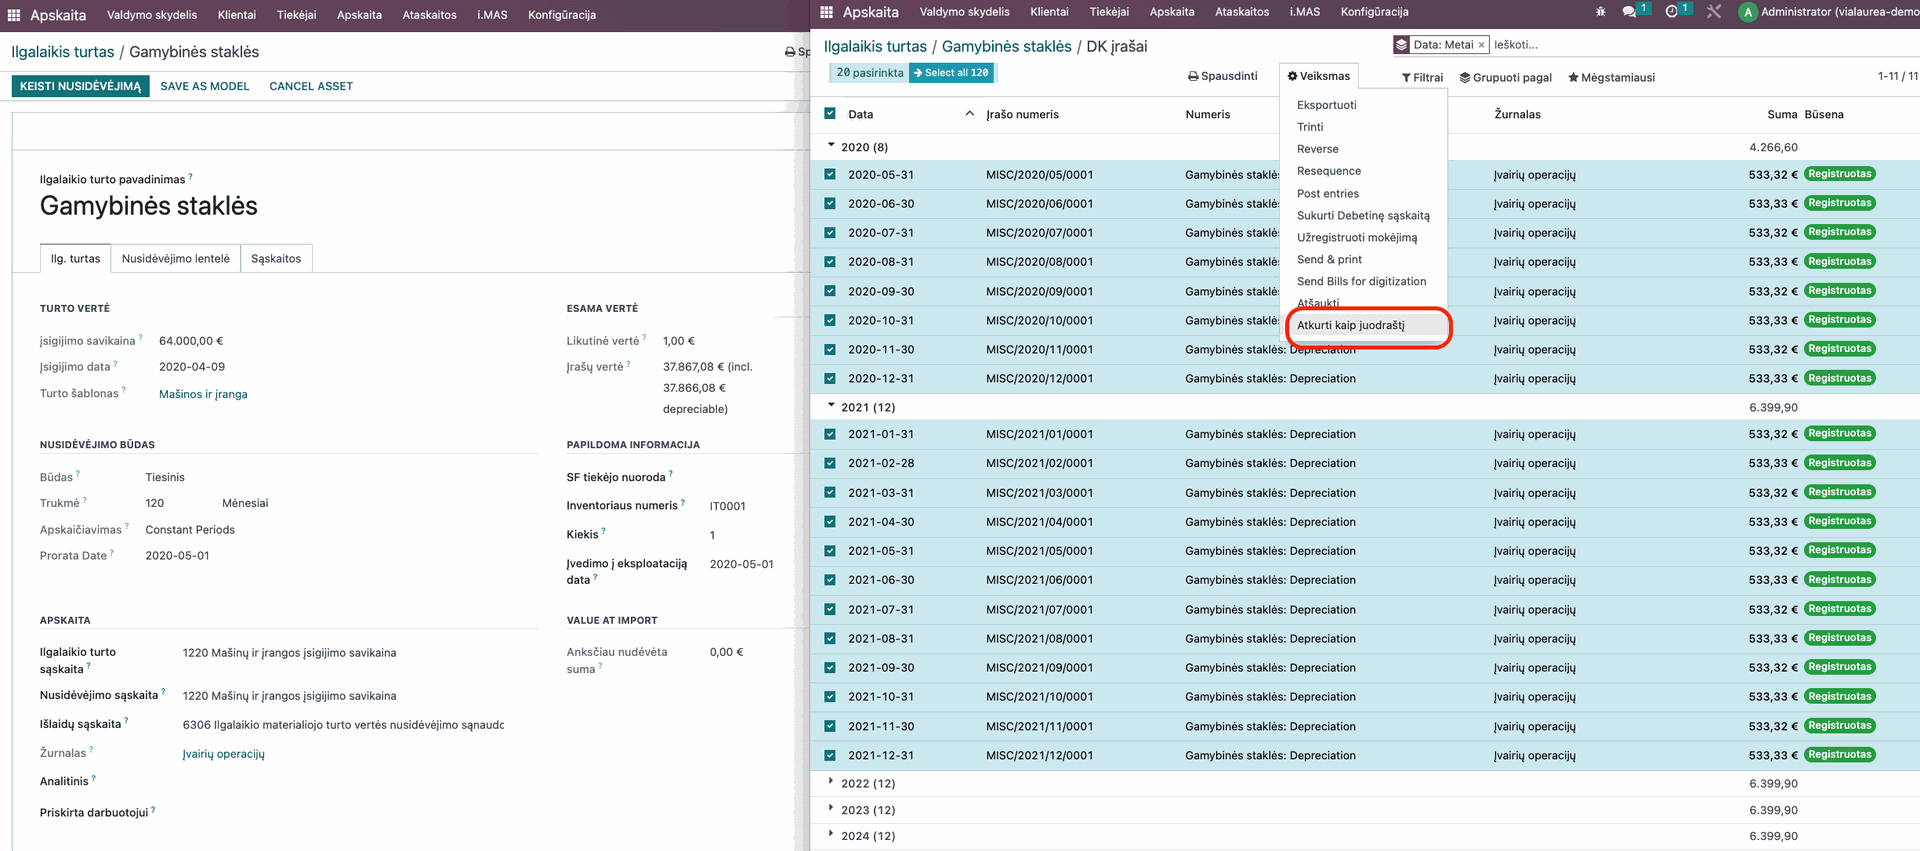 Apskaita Valdymo skydelis Klientai Tiekėjai Apskaita Ataskaitos i.MAS Konfigūracija
Ilgalaikis turtas / Gamybinės staklės
KEISTI NUSIDĖVĖJIMĄ SAVE AS MODEL CANCEL ASSET
Ilgalaikio turto pavadinimas ?
Gamybinės staklės
Ilg. turtas Nusidėvėjimo lentelė Sąskaitos
TURTO VERTĖ
Įsigijimo savikaina ? 64.000,00 €
Įsigijimo data ? 2020-04-09
Turto šablonas ? Mašinos ir įranga
ESAMA VERTĖ
Likutinė vertė ? 1,00 €
Įrašų vertė ? 37.867,08 € (incl.
37.866,08 €
depreciable)
NUSIDĖVĖJIMO BŪDAS
Būdas ? Tiesinis
Trukmė ? 120 Mėnesiai
Apskaičiavimas ? Constant Periods
Prorata Date ? 2020-05-01
PAPILDOMA INFORMACIJA
SF tiekėjo nuoroda ?
Inventoriaus numeris ? IT0001
Kiekis ? 1
Įvedimo į eksploataciją
data ? 2020-05-01
APSKAITA
Ilgalaikio turto
sąskaita ? 1220 Mašinų ir įrangos įsigijimo savikaina
Nusidėvėjimo sąskaita ? 1220 Mašinų ir įrangos įsigijimo savikaina
Išlaidų sąskaita ? 6306 Ilgalaikio materialiojo turto vertės nusidėvėjimo sąnaudo
Žurnalas ? Įvairių operacijų
Analitinis ?
Priskirta darbuotojui ?
VALUE AT IMPORT
Anksčiau nudėvėta
suma ? 0,00 €
Apskaita Valdymo skydelis Klientai Tiekėjai Apskaita Ataskaitos i.MAS Konfigūracija 1 1 A Administrator (vialaurea-demo
Ilgalaikis turtas / Gamybinės staklės / DK įrašai
Data: Metai × Ieškoti...
20 pasirinkta Select all 120
Spausdinti Veiksmas Filtrai Grupuoti pagal Mėgstamiausi 1-11 / 11
Eksportuoti
Trinti
Reverse
Resequence
Post entries
Sukurti Debetinę sąskaitą
Užregistruoti mokėjimą
Send & print
Send Bills for digitization
Atšaukti
Atkurti kaip juodraštį
Data Įrašo numeris Numeris Žurnalas Suma Būsena
2020 (8) 4.266,60
2020-05-31 MISC/2020/05/0001 Gamybinės staklės Įvairių operacijų 533,32 € Registruotas
2020-06-30 MISC/2020/06/0001 Gamybinės staklės Įvairių operacijų 533,33 € Registruotas
2020-07-31 MISC/2020/07/0001 Gamybinės staklės Įvairių operacijų 533,32 € Registruotas
2020-08-31 MISC/2020/08/0001 Gamybinės staklės Įvairių operacijų 533,33 € Registruotas
2020-09-30 MISC/2020/09/0001 Gamybinės staklės Įvairių operacijų 533,32 € Registruotas
2020-10-31 MISC/2020/10/0001 Gamybinės staklės Įvairių operacijų 533,33 € Registruotas
2020-11-30 MISC/2020/11/0001 Gamybinės staklės: Depreciation Įvairių operacijų 533,32 € Registruotas
2020-12-31 MISC/2020/12/0001 Gamybinės staklės: Depreciation Įvairių operacijų 533,33 € Registruotas
2021 (12) 6.399,90
2021-01-31 MISC/2021/01/0001 Gamybinės staklės: Depreciation Įvairių operacijų 533,32 € Registruotas
2021-02-28 MISC/2021/02/0001 Gamybinės staklės: Depreciation Įvairių operacijų 533,33 € Registruotas
2021-03-31 MISC/2021/03/0001 Gamybinės staklės: Depreciation Įvairių operacijų 533,32 € Registruotas
2021-04-30 MISC/2021/04/0001 Gamybinės staklės: Depreciation Įvairių operacijų 533,33 € Registruotas
2021-05-31 MISC/2021/05/0001 Gamybinės staklės: Depreciation Įvairių operacijų 533,32 € Registruotas
2021-06-30 MISC/2021/06/0001 Gamybinės staklės: Depreciation Įvairių operacijų 533,33 € Registruotas
2021-07-31 MISC/2021/07/0001 Gamybinės staklės: Depreciation Įvairių operacijų 533,32 € Registruotas
2021-08-31 MISC/2021/08/0001 Gamybinės staklės: Depreciation Įvairių operacijų 533,33 € Registruotas
2021-09-30 MISC/2021/09/0001 Gamybinės staklės: Depreciation Įvairių operacijų 533,32 € Registruotas
2021-10-31 MISC/2021/10/0001 Gamybinės staklės: Depreciation Įvairių operacijų 533,33 € Registruotas
2021-11-30 MISC/2021/11/0001 Gamybinės staklės: Depreciation Įvairių operacijų 533,32 € Registruotas
2021-12-31 MISC/2021/12/0001 Gamybinės staklės: Depreciation Įvairių operacijų 533,33 € Registruotas
2022 (12) 6.399,90
2023 (12) 6.399,90
2024 (12) 6.399,90